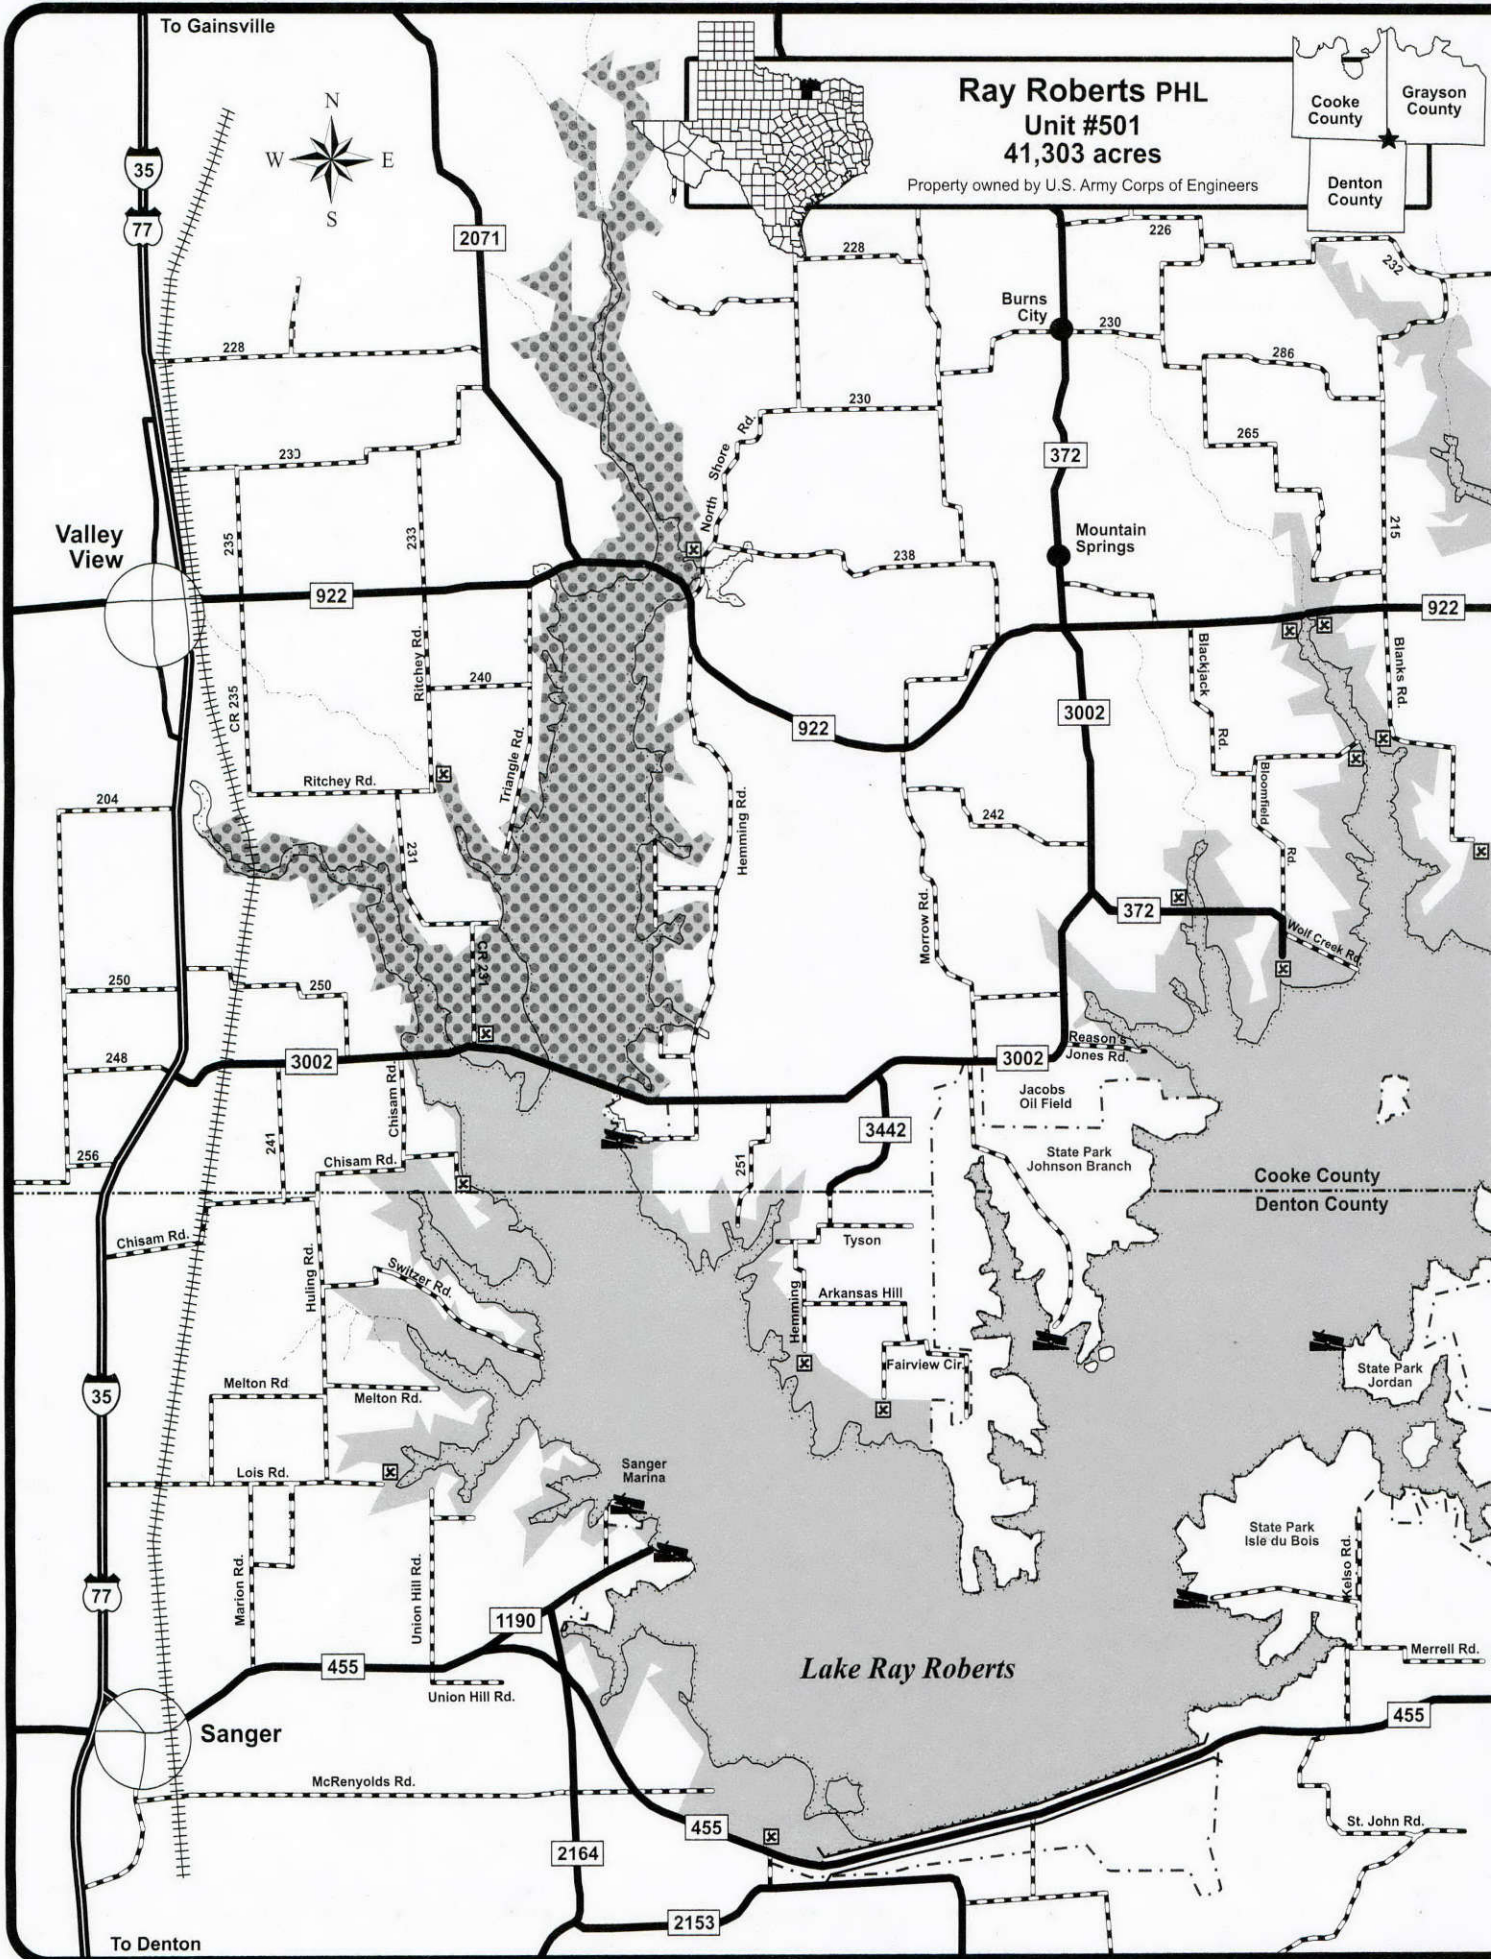 To Gainsville
N
W E
S
35
77
2071
Ray Roberts PHL
Unit #501
41,303 acres
Property owned by U.S. Army Corps of Engineers
Cooke
County
Grayson
County
Denton
County
228
226
232
Burns
City
230
228
286
230
North Shore Rd.
265
372
230
235
233
215
Valley
View
Mountain
Springs
238
922
922
Ritchey Rd.
Blackjack
Rd.
Blanks Rd.
240
CR 235
3002
922
Triangle Rd.
Ritchey Rd.
Bloomfield
Rd.
204
Hemming Rd.
242
231
372
Morrow Rd.
Wolf Creek Rd.
CR 231
250
250
Reason's
Jones Rd.
248
3002
3002
Jacobs
Oil Field
Chisam Rd.
3442
241
256
Chisam Rd.
251
State Park
Johnson Branch
Cooke County
Denton County
Chisam Rd.
Tyson
Huling Rd.
Switzer Rd.
Hemming
Arkansas Hill
Fairview Cir.
State Park
Jordan
35
Melton Rd
Melton Rd.
Lois Rd.
Sanger
Marina
State Park
Isle du Bois
Kelso Rd.
Marion Rd.
Union Hill Rd.
77
1190
Merrell Rd.
455
Lake Ray Roberts
Union Hill Rd.
455
Sanger
McRenyolds Rd.
455
St. John Rd.
2164
2153
To Denton